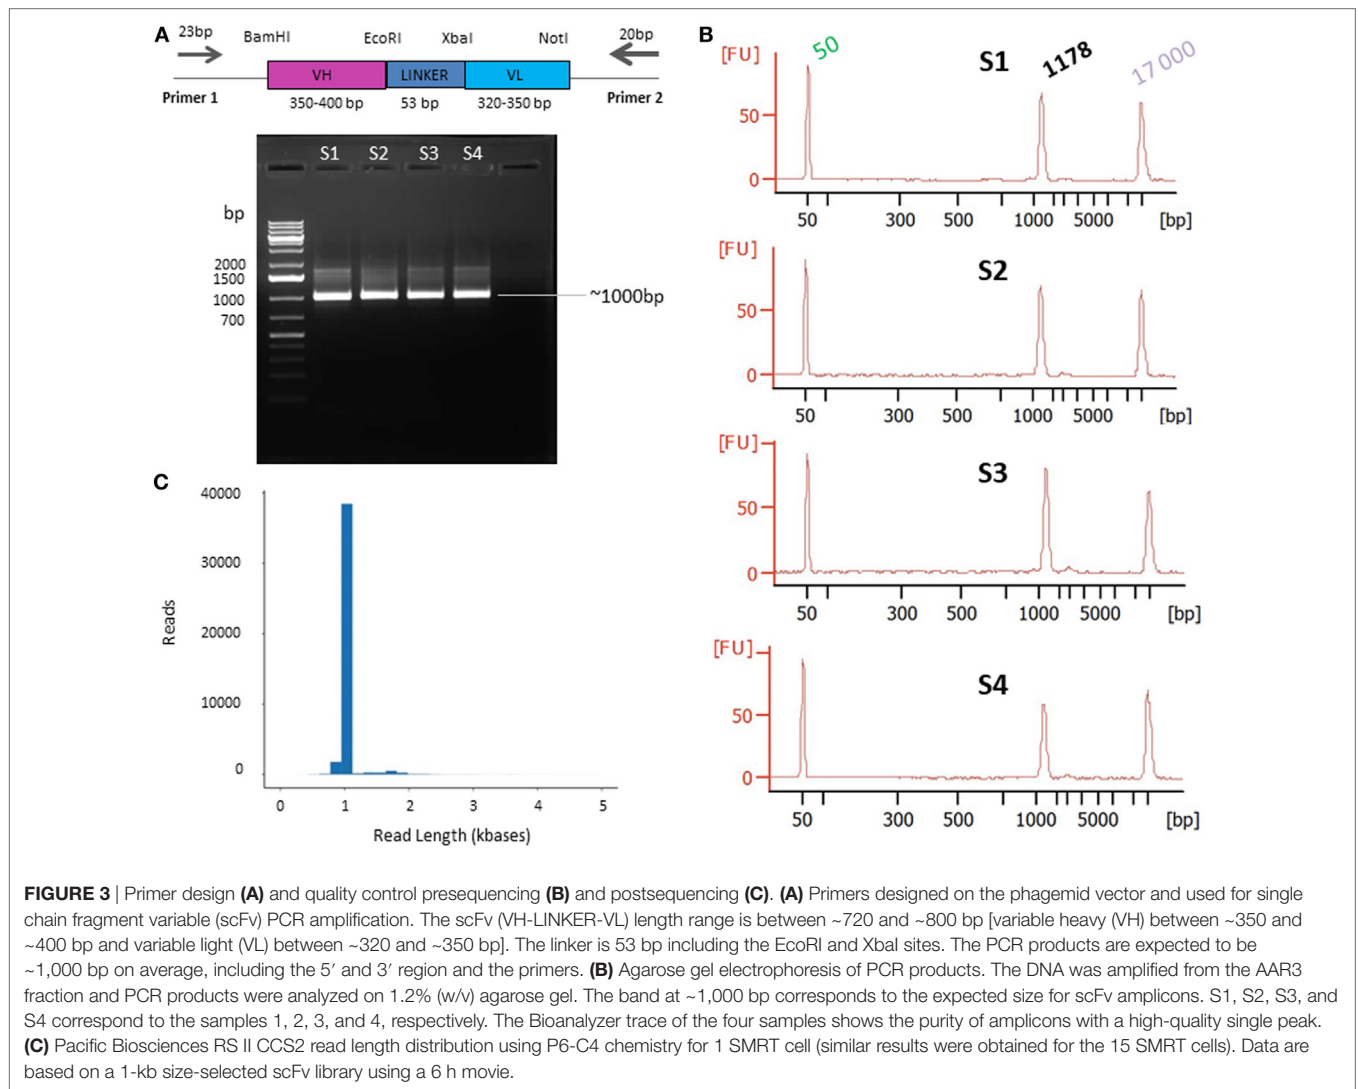 A
23bp
BamHI
EcoRI
XbaI
NotI
20bp
VH
LINKER
VL
Primer 1
350-400 bp
53 bp
320-350 bp
Primer 2
S1 S2 S3 S4
bp
2000
1500
1000
700
~1000bp
B
[FU]
50
S1
1178
17 000
50
0
50 300 500 1000 5000 [bp]
[FU]
S2
50
0
50 300 500 1000 5000 [bp]
[FU]
S3
50
0
50 300 500 1000 5000 [bp]
[FU]
S4
50
0
50 300 500 1000 5000 [bp]
C
40000
30000
20000
10000
0
Reads
0 1 2 3 4 5
Read Length (kbases)
FIGURE 3 | Primer design (A) and quality control presequencing (B) and postsequencing (C). (A) Primers designed on the phagemid vector and used for single
chain fragment variable (scFv) PCR amplification. The scFv (VH-LINKER-VL) length range is between ~720 and ~800 bp [variable heavy (VH) between ~350 and
~400 bp and variable light (VL) between ~320 and ~350 bp]. The linker is 53 bp including the EcoRI and XbaI sites. The PCR products are expected to be
~1,000 bp on average, including the 5′ and 3′ region and the primers. (B) Agarose gel electrophoresis of PCR products. The DNA was amplified from the AAR3
fraction and PCR products were analyzed on 1.2% (w/v) agarose gel. The band at ~1,000 bp corresponds to the expected size for scFv amplicons. S1, S2, S3, and
S4 correspond to the samples 1, 2, 3, and 4, respectively. The Bioanalyzer trace of the four samples shows the purity of amplicons with a high-quality single peak.
(C) Pacific Biosciences RS II CCS2 read length distribution using P6-C4 chemistry for 1 SMRT cell (similar results were obtained for the 15 SMRT cells). Data are
based on a 1-kb size-selected scFv library using a 6 h movie.